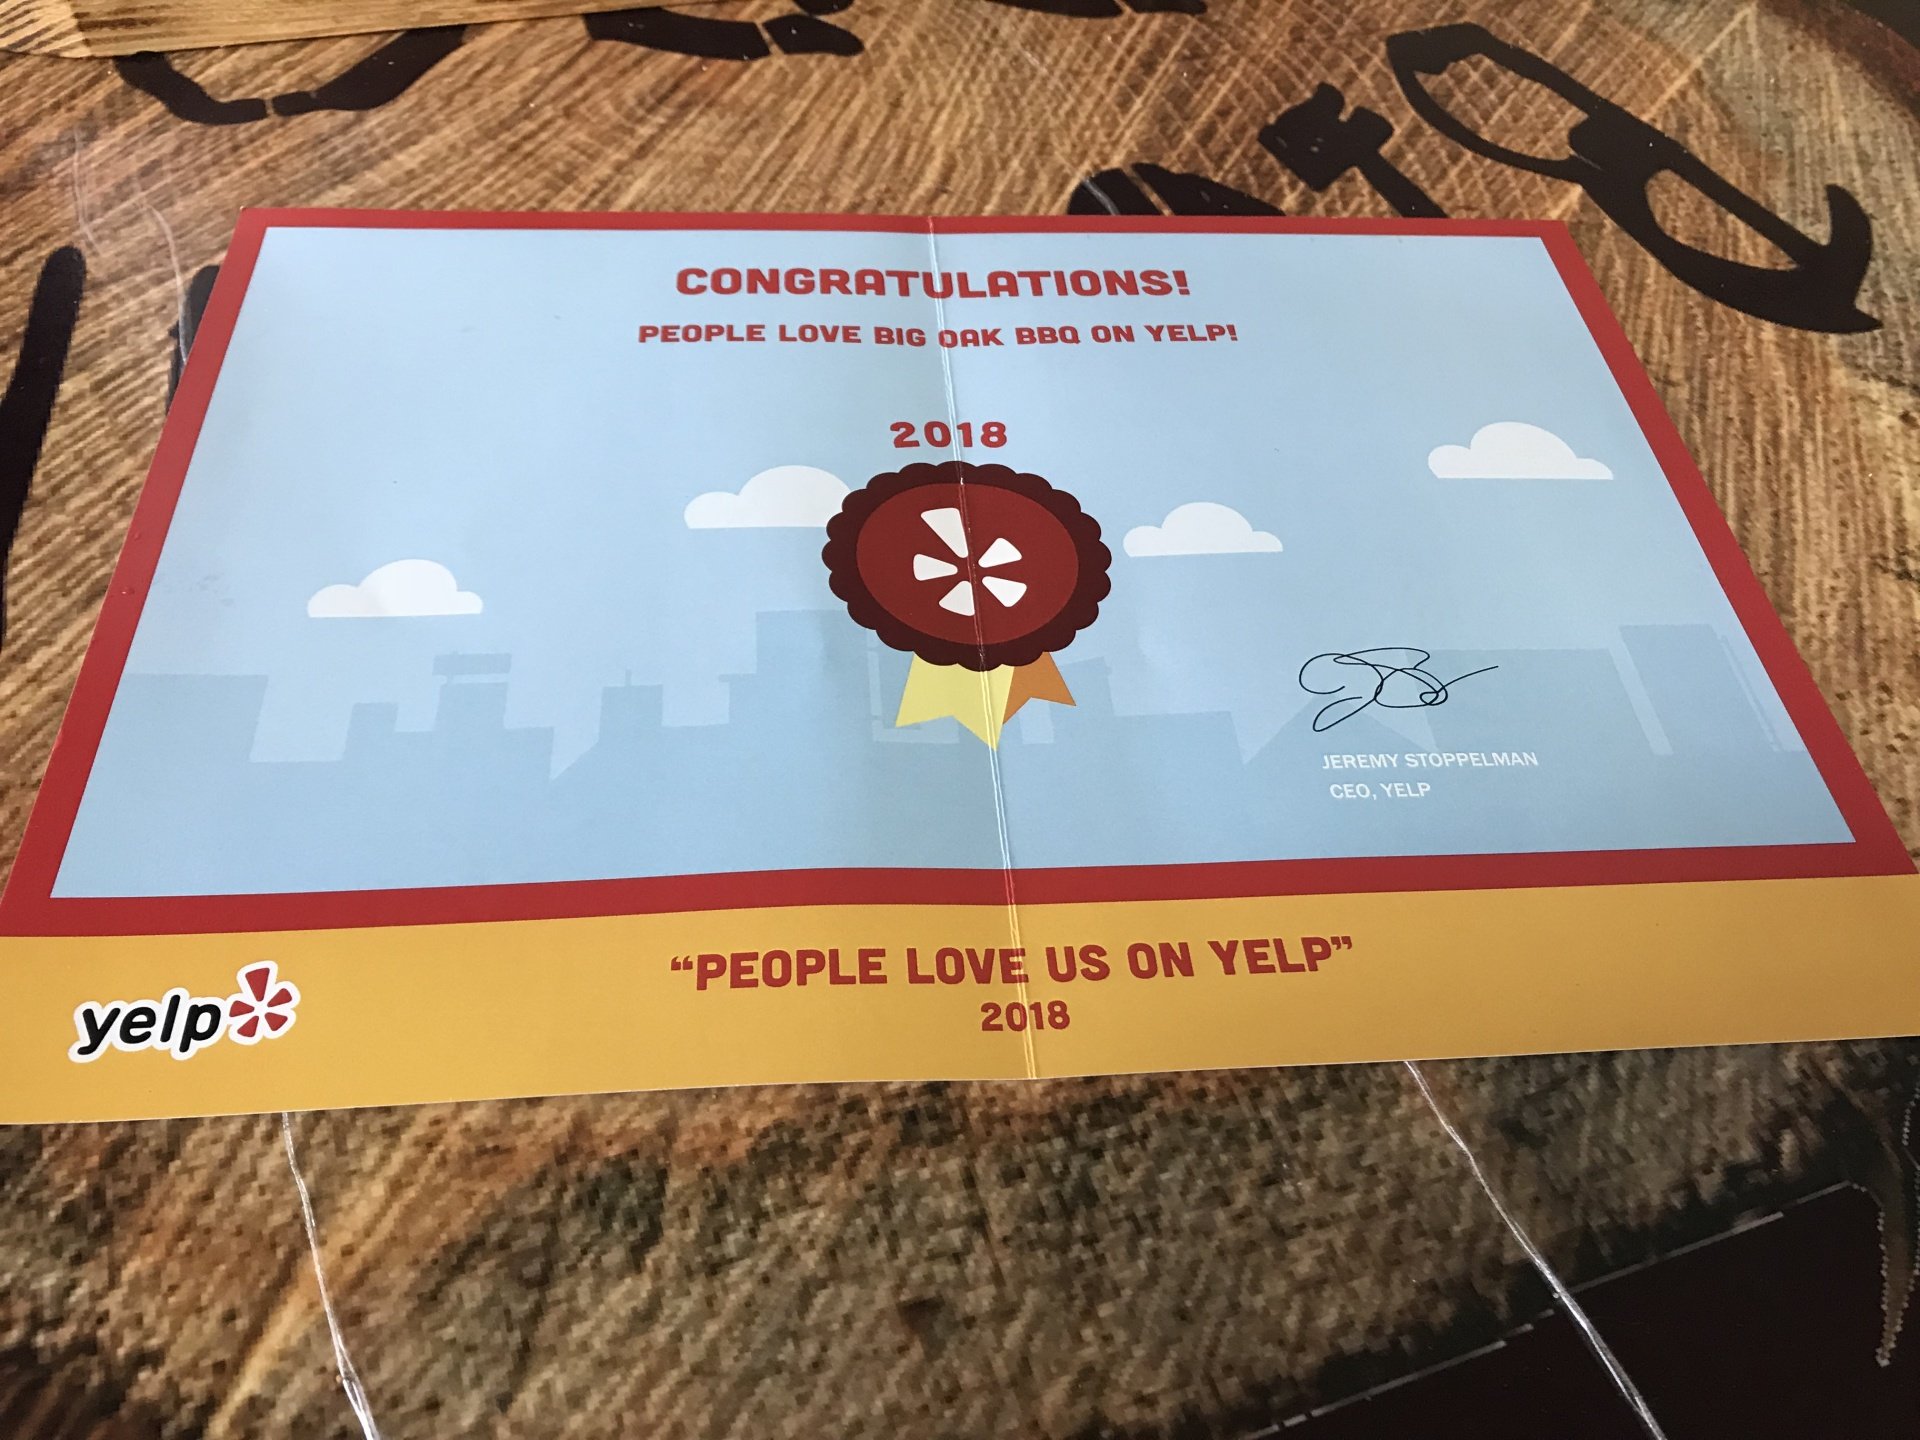 CONGRATULATIONS!
PEOPLE LOVE BIG OAK BBQ ON YELP!
2018
JEREMY STOPPELMAN
CEO, YELP
"PEOPLE LOVE US ON YELP"
2018
yelp